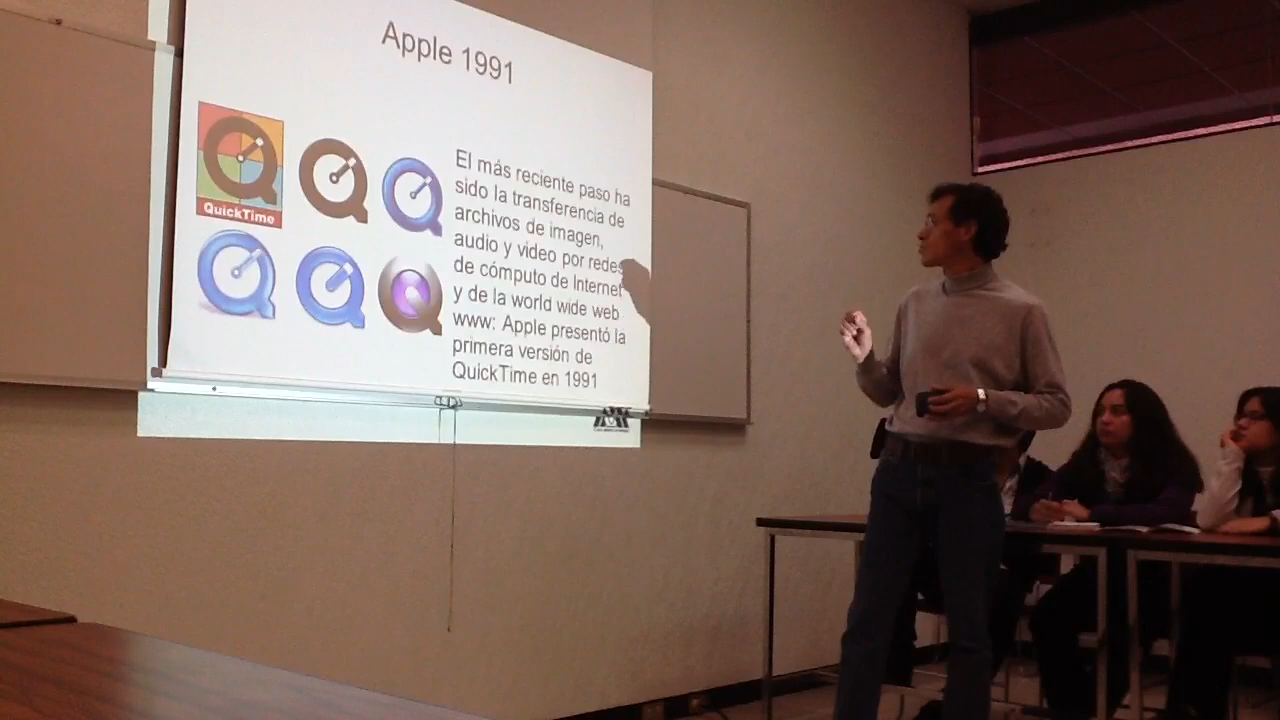 Apple 1991
QuickTime
El más reciente paso ha
sido la transferencia de
archivos de imagen,
audio y video por redes
de cómputo de Internet
y de la world wide web
www: Apple presentó la
primera versión de
QuickTime en 1991